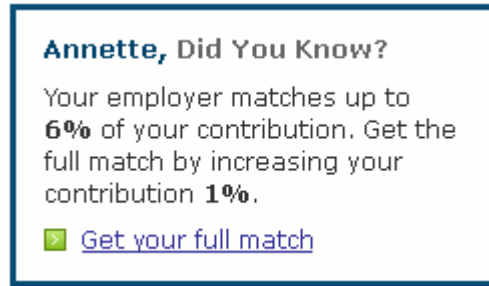 Annette, Did You Know?
Your employer matches up to
6% of your contribution. Get the
full match by increasing your
contribution 1%.
Get your full match